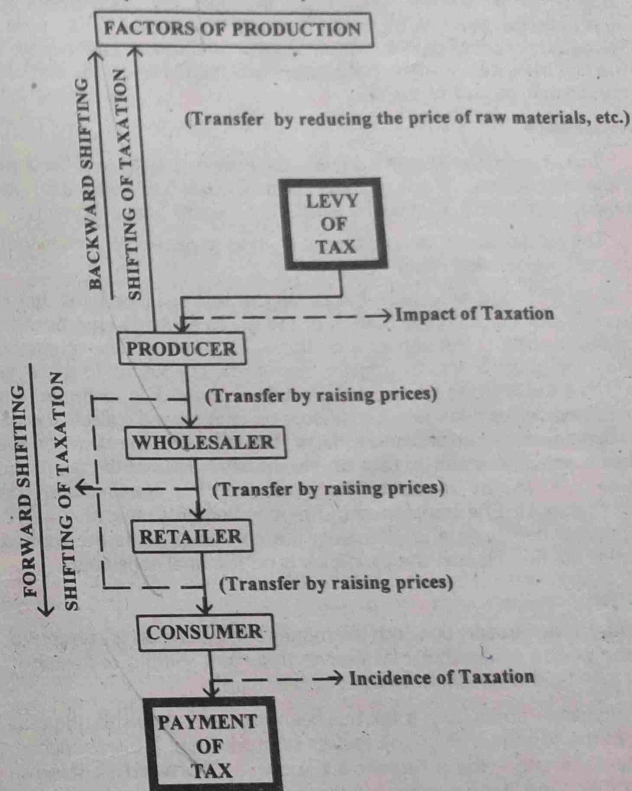 FACTORS OF PRODUCTION
BACKWARD SHIFTING
SHIFTING OF TAXATION
(Transfer by reducing the price of raw materials, etc.)
LEVY
OF
TAX
Impact of Taxation
PRODUCER
(Transfer by raising prices)
WHOLESALER
FORWARD SHIFITING
SHIFTING OF TAXATION
(Transfer by raising prices)
RETAILER
(Transfer by raising prices)
CONSUMER
Incidence of Taxation
PAYMENT
OF
TAX